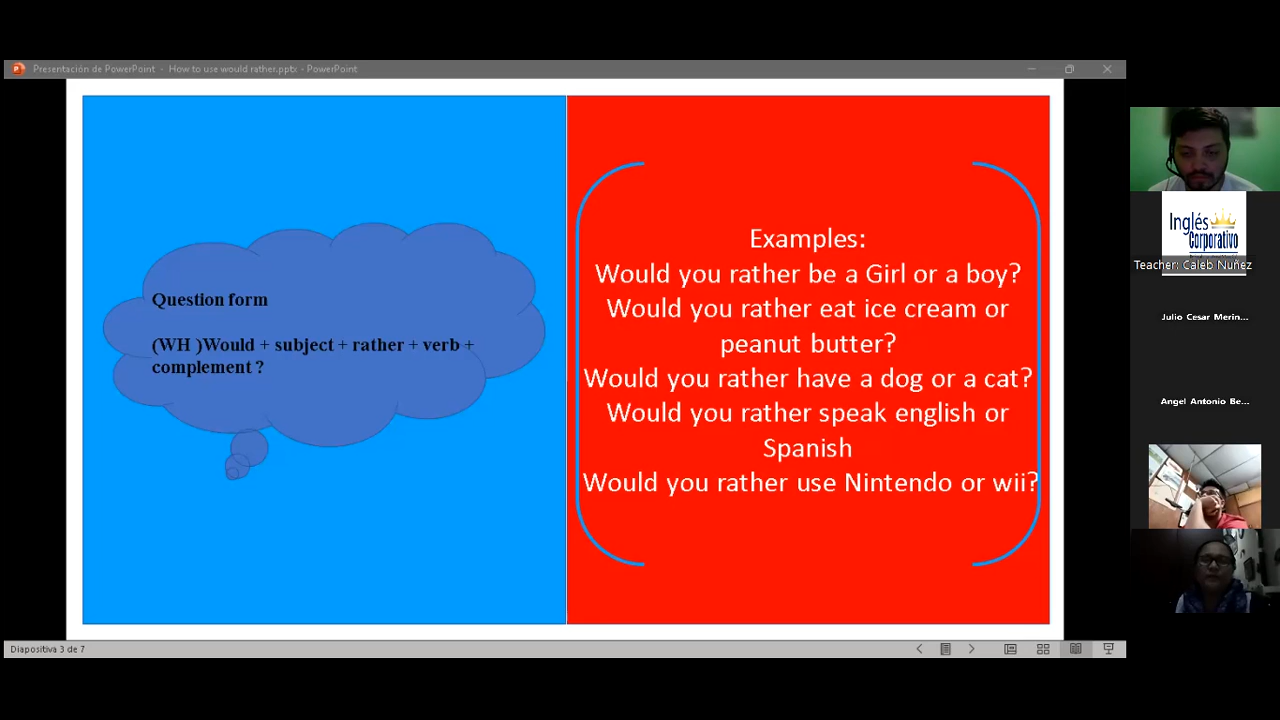 Presentación de PowerPoint - How to use would rather.pptx - PowerPoint
Question form
(WH )Would + subject + rather + verb +
complement ?
Examples:
Would you rather be a Girl or a boy?
Would you rather eat ice cream or
peanut butter?
Would you rather have a dog or a cat?
Would you rather speak english or
Spanish
Would you rather use Nintendo or wii?
Diapositiva 3 de 7
Inglés
Corporativo
Teacher: Caleb Nuñez
Julio Cesar Merin...
Angel Antonio Be...